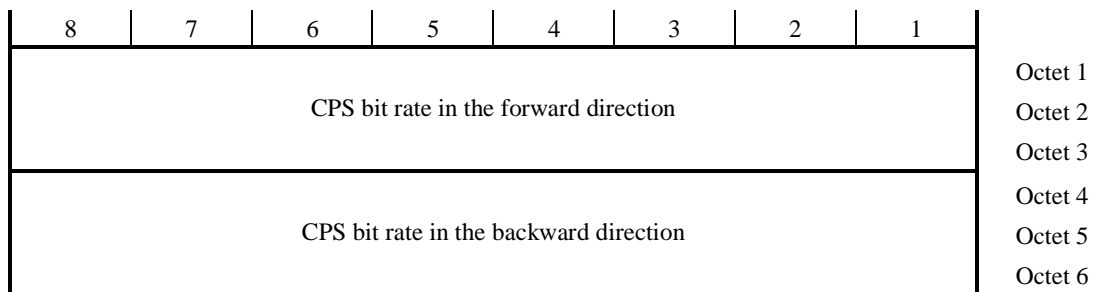 8 7 6 5 4 3 2 1
Octet 1
CPS bit rate in the forward direction Octet 2
Octet 3
Octet 4
CPS bit rate in the backward direction Octet 5
Octet 6